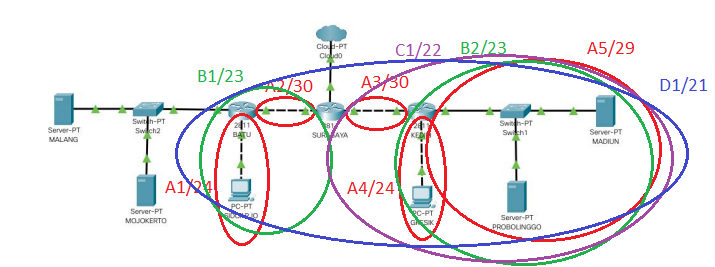 Cloud-PT
Cloud0
C1/22
B2/23
A5/29
B1/23
A2/30
A3/30
D1/21
Server-PT
MALANG
Switch-PT
Switch2
2811
BATU
SURABAYA
Switch-PT
Switch1
Server-PT
MADIUN
A1/24
A4/24
Server-PT
MOJOKERTO
PC-PT
PC-PT
GRESIK
Server-PT
PROBOLINGGO